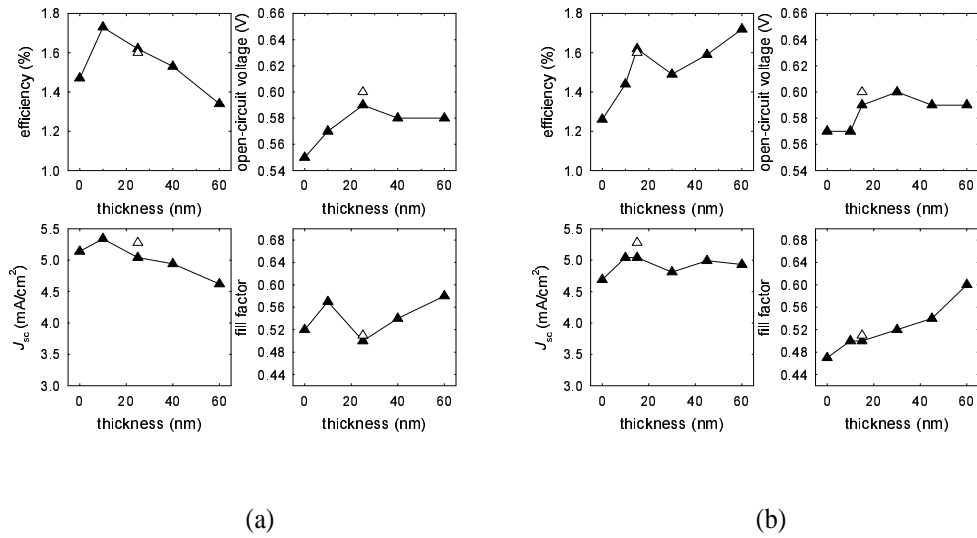 1.8
1.6
1.4
1.2
1.0
efficiency (%)
0 20 40 60
thickness (nm)
0.66
0.64
0.62
0.60
0.58
0.56
0.54
open-circuit voltage (V)
0 20 40 60
thickness (nm)
5.5
5.0
4.5
4.0
3.5
3.0
Jsc (mA/cm²)
0 20 40 60
thickness (nm)
0.68
0.64
0.60
0.56
0.52
0.48
0.44
fill factor
0 20 40 60
thickness (nm)
(a)
1.8
1.6
1.4
1.2
1.0
efficiency (%)
0 20 40 60
thickness (nm)
0.66
0.64
0.62
0.60
0.58
0.56
0.54
open-circuit voltage (V)
0 20 40 60
thickness (nm)
5.5
5.0
4.5
4.0
3.5
3.0
Jsc (mA/cm²)
0 20 40 60
thickness (nm)
0.68
0.64
0.60
0.56
0.52
0.48
0.44
fill factor
0 20 40 60
thickness (nm)
(b)